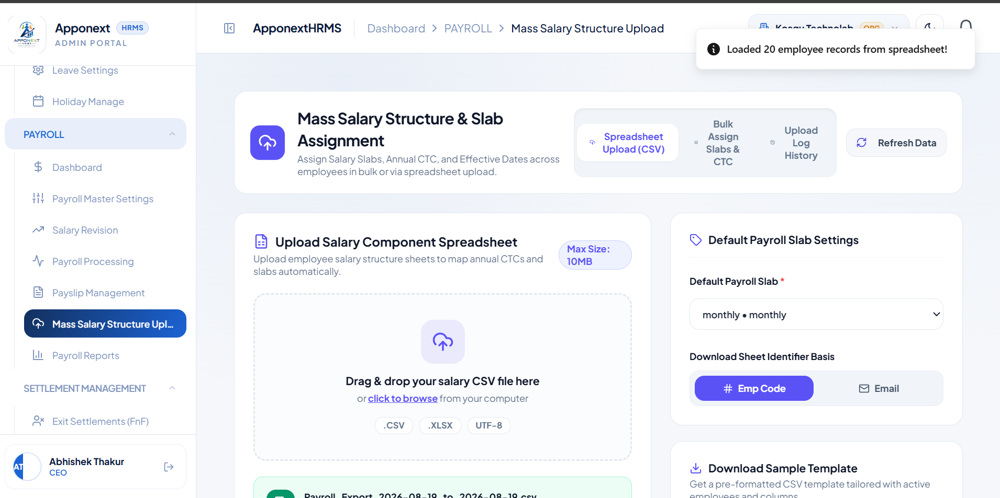 Apponext HRMS
ADMIN PORTAL
Leave Settings
Holiday Manage
PAYROLL
Dashboard
Payroll Master Settings
Salary Revision
Payroll Processing
Payslip Management
Mass Salary Structure Upl...
Payroll Reports
SETTLEMENT MANAGEMENT
Exit Settlements (FnF)
AT
Abhishek Thakur
CEO
ApponextHRMS
Dashboard > PAYROLL > Mass Salary Structure Upload
Kosqu Technolab ORG
Loaded 20 employee records from spreadsheet!
Mass Salary Structure & Slab
Assignment
Assign Salary Slabs, Annual CTC, and Effective Dates across
employees in bulk or via spreadsheet upload.
Spreadsheet
Upload (CSV)
Bulk
Assign
Slabs &
CTC
Upload
Log
History
Refresh Data
Upload Salary Component Spreadsheet
Upload employee salary structure sheets to map annual CTCs and
slabs automatically.
Max Size:
10MB
Drag & drop your salary CSV file here
or click to browse from your computer
.CSV
.XLSX
UTF-8
Payroll_Export_2026-08-19_to_2026-08-19.csv
Default Payroll Slab Settings
Default Payroll Slab *
monthly • monthly
Download Sheet Identifier Basis
# Emp Code
Email
Download Sample Template
Get a pre-formatted CSV template tailored with active
employees and columns.